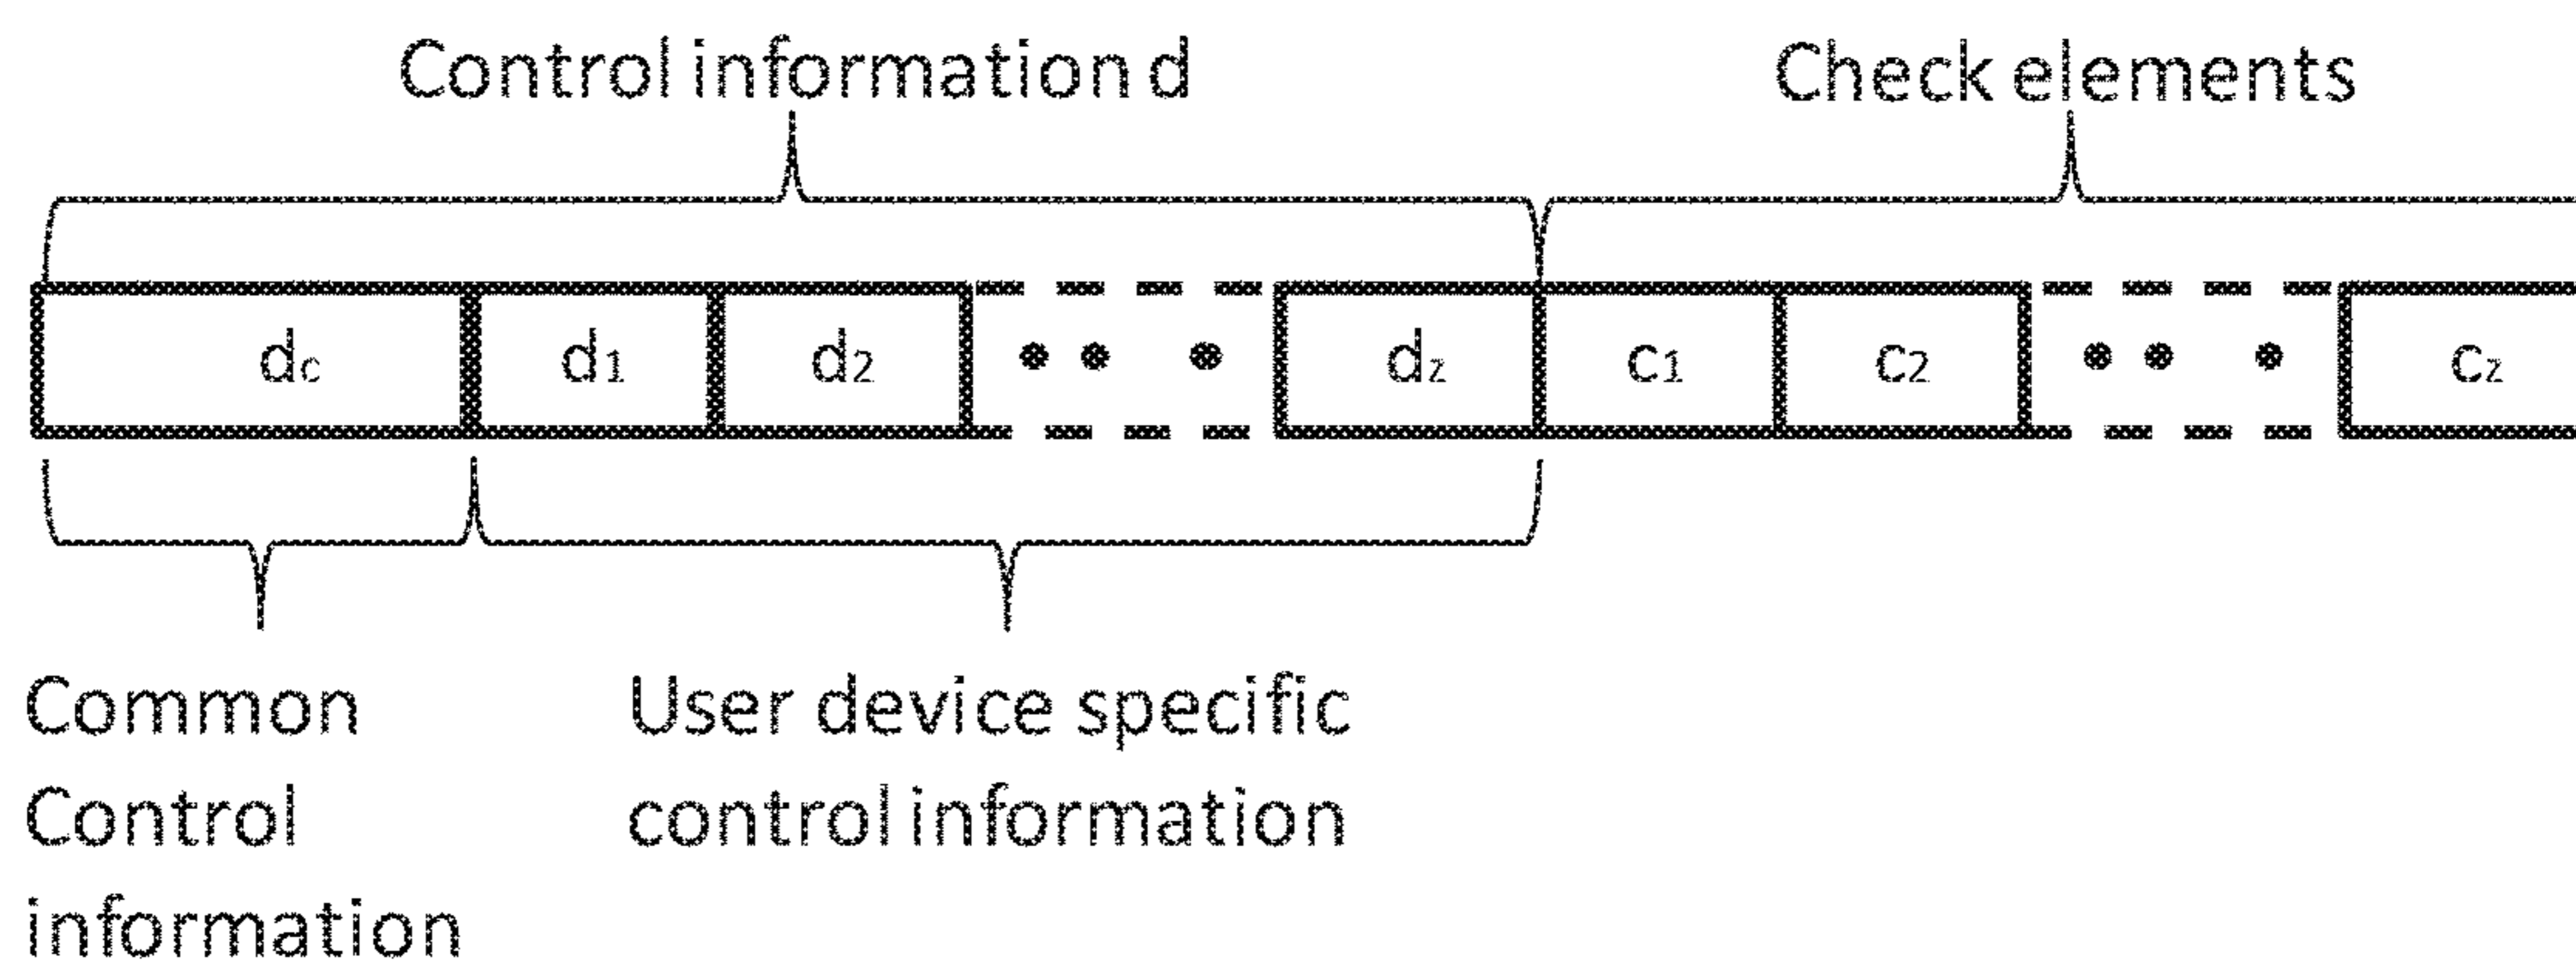 Control information d
Check elements
dc d1 d2 dz c1 c2 cz
Common
Control
information
User device specific
control information